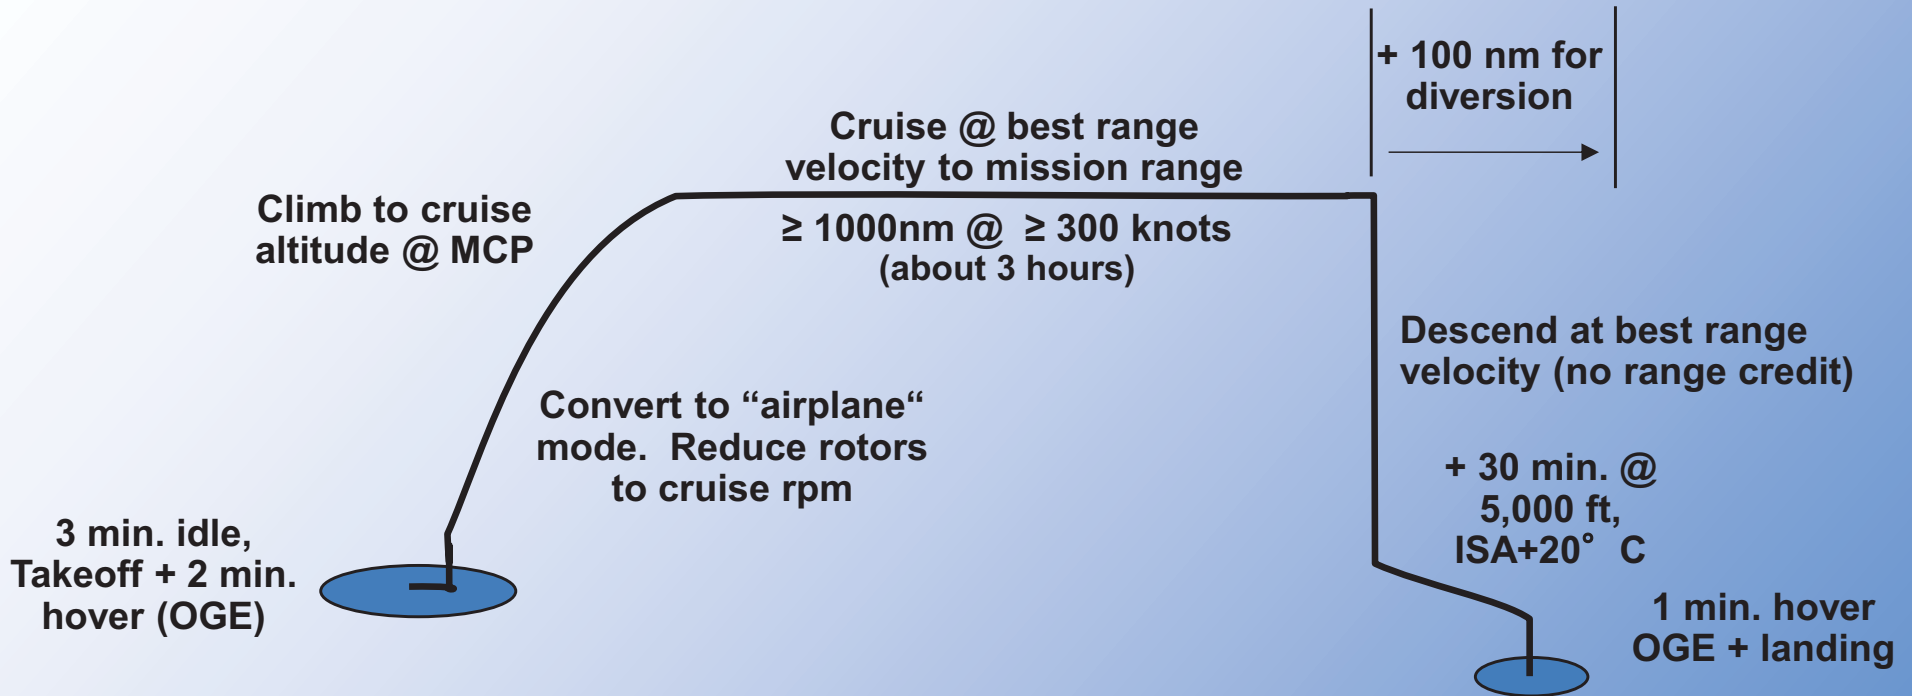 + 100 nm for
diversion
Cruise @ best range
velocity to mission range
≥ 1000nm @ ≥ 300 knots
(about 3 hours)
Climb to cruise
altitude @ MCP
Convert to “airplane“
mode. Reduce rotors
to cruise rpm
3 min. idle,
Takeoff + 2 min.
hover (OGE)
Descend at best range
velocity (no range credit)
+ 30 min. @
5,000 ft,
ISA+20° C
1 min. hover
OGE + landing